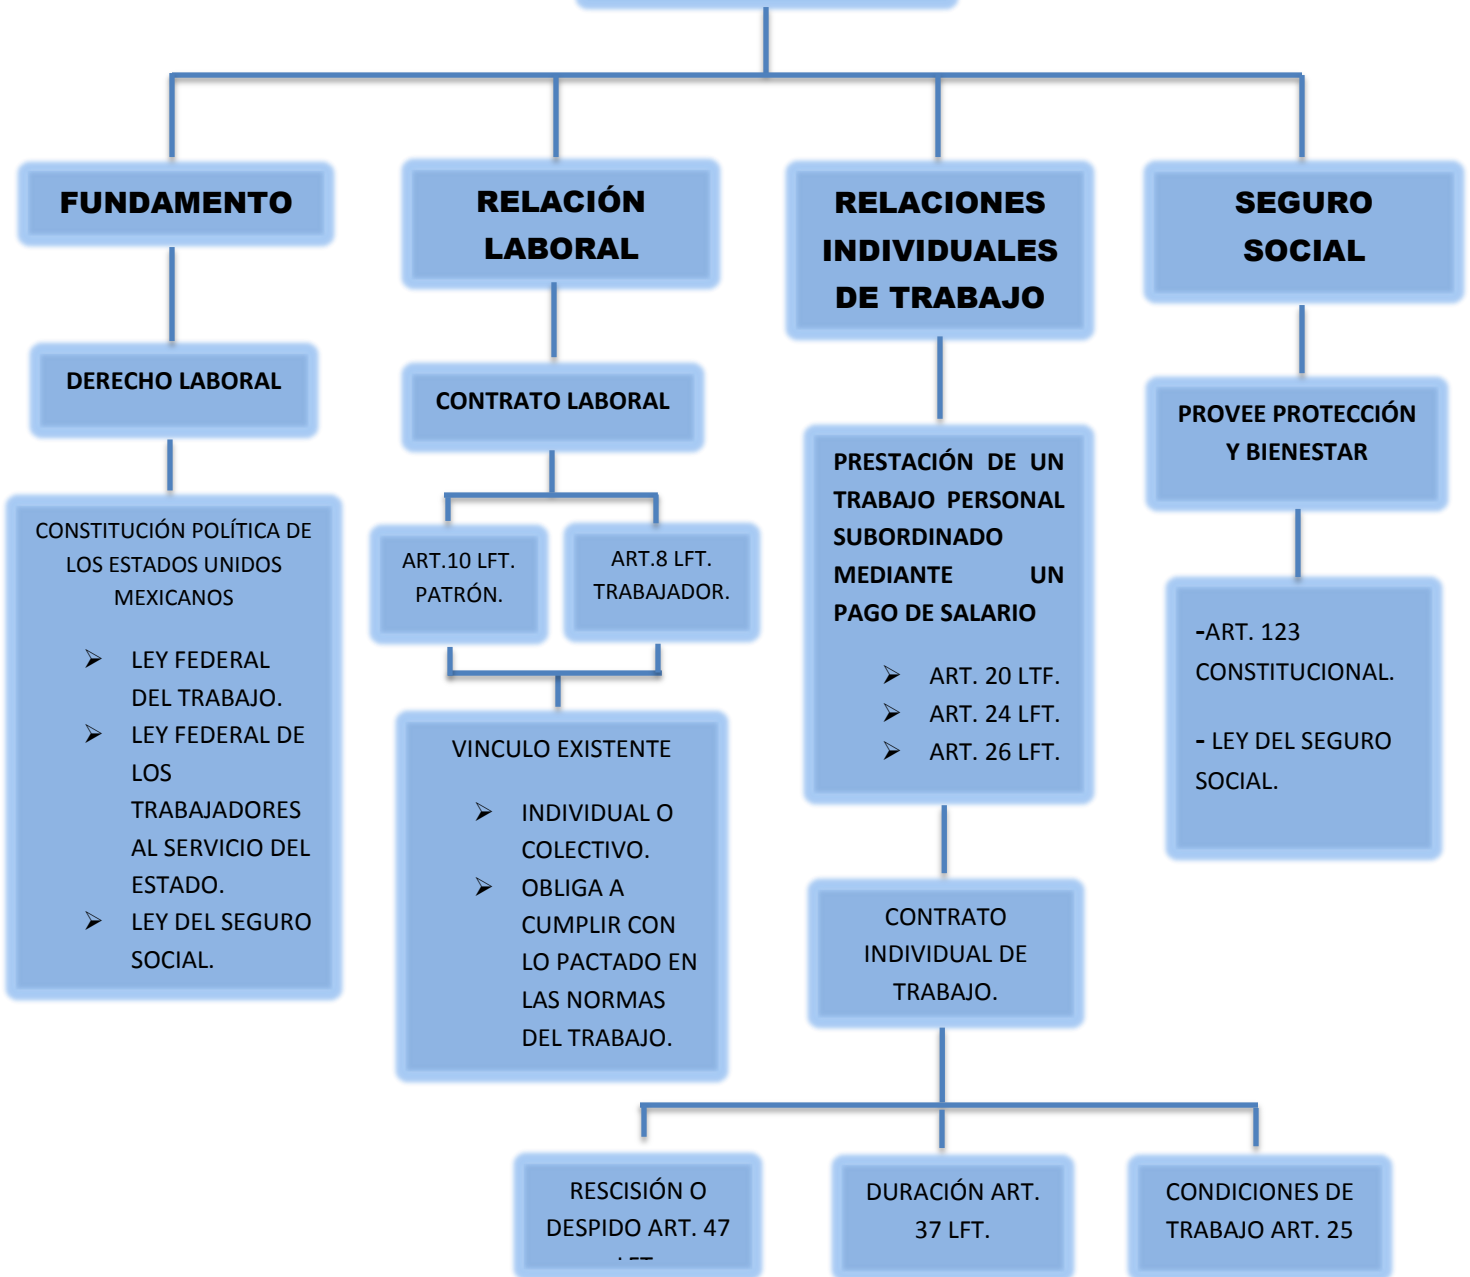 FUNDAMENTO
DERECHO LABORAL
CONSTITUCIÓN POLÍTICA DE
LOS ESTADOS UNIDOS
MEXICANOS
➢ LEY FEDERAL
DEL TRABAJO.
➢ LEY FEDERAL DE
LOS
TRABAJADORES
AL SERVICIO DEL
ESTADO.
➢ LEY DEL SEGURO
SOCIAL.
RELACIÓN
LABORAL
CONTRATO LABORAL
ART.10 LFT.
PATRÓN.
ART.8 LFT.
TRABAJADOR.
VINCULO EXISTENTE
➢ INDIVIDUAL O
COLECTIVO.
➢ OBLIGA A
CUMPLIR CON
LO PACTADO EN
LAS NORMAS
DEL TRABAJO.
RELACIONES
INDIVIDUALES
DE TRABAJO
PRESTACIÓN DE UN
TRABAJO PERSONAL
SUBORDINADO
MEDIANTE UN
PAGO DE SALARIO
➢ ART. 20 LTF.
➢ ART. 24 LFT.
➢ ART. 26 LFT.
CONTRATO
INDIVIDUAL DE
TRABAJO.
RESCISIÓN O
DESPIDO ART. 47
DURACIÓN ART.
37 LFT.
CONDICIONES DE
TRABAJO ART. 25
SEGURO
SOCIAL
PROVEE PROTECCIÓN
Y BIENESTAR
-ART. 123
CONSTITUCIONAL.
- LEY DEL SEGURO
SOCIAL.